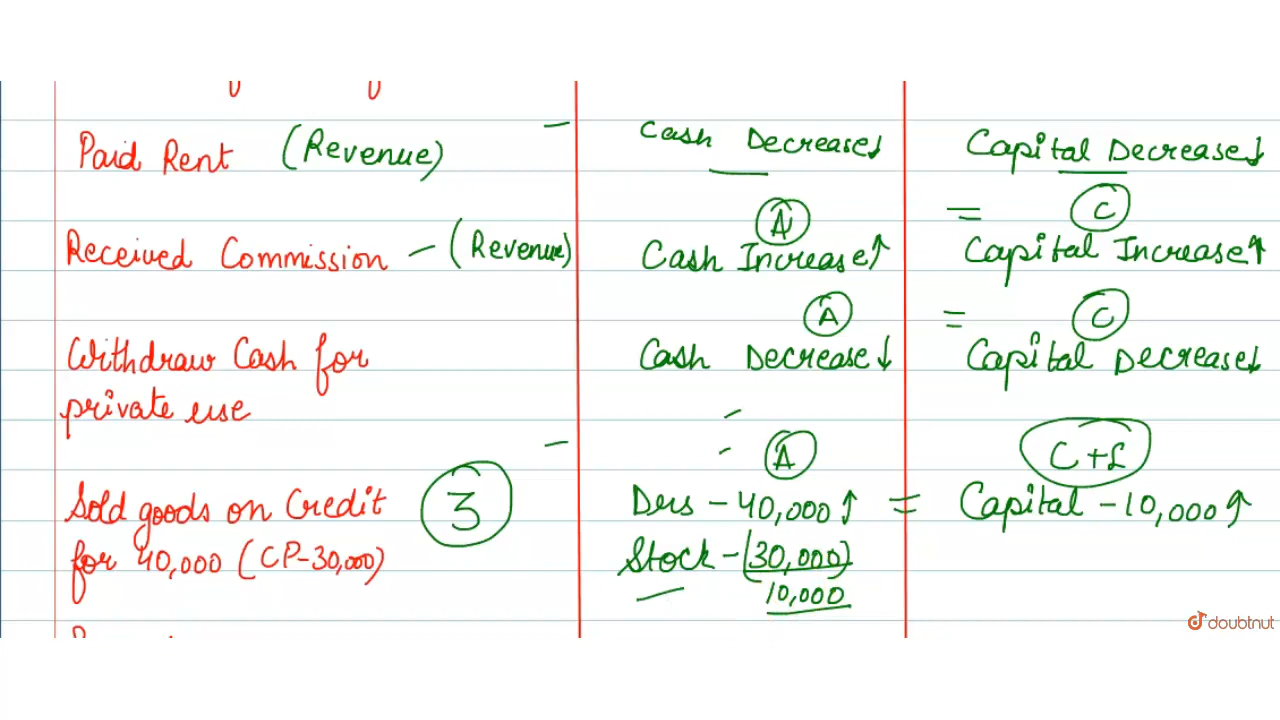 Paid Rent (Revenue) – Cash Decrease↓ Capital Decrease↓
A = C
Received Commission – (Revenue) Cash Increase↑ Capital Increase↑
A = C
Withdraw Cash for Cash Decrease↓ Capital Decrease↓
private use
A C+L
Sold goods on Credit 3 Drs – 40,000↑ = Capital – 10,000↑
for 40,000 (CP-30,000) Stock – (30,000)
10,000
doubtnut